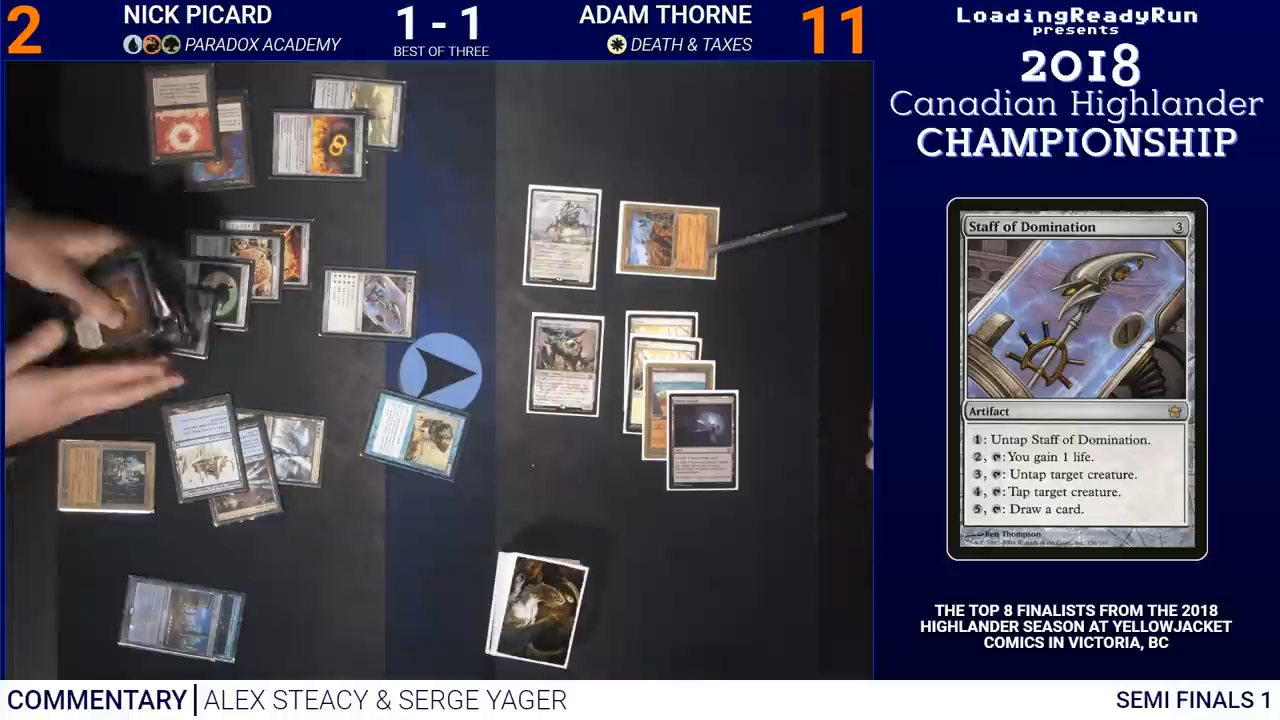 2
NICK PICARD
PARADOX ACADEMY
1 - 1
BEST OF THREE
ADAM THORNE
DEATH & TAXES
11
LoadingReadyRun
presents
2018
Canadian Highlander
CHAMPIONSHIP
Staff of Domination 3
Artifact
1: Untap Staff of Domination.
2, : You gain 1 life.
3, : Untap target creature.
4, : Tap target creature.
5, : Draw a card.
Ben Thompson
THE TOP 8 FINALISTS FROM THE 2018
HIGHLANDER SEASON AT YELLOWJACKET
COMICS IN VICTORIA, BC
COMMENTARY | ALEX STEACY & SERGE YAGER
SEMI FINALS 1